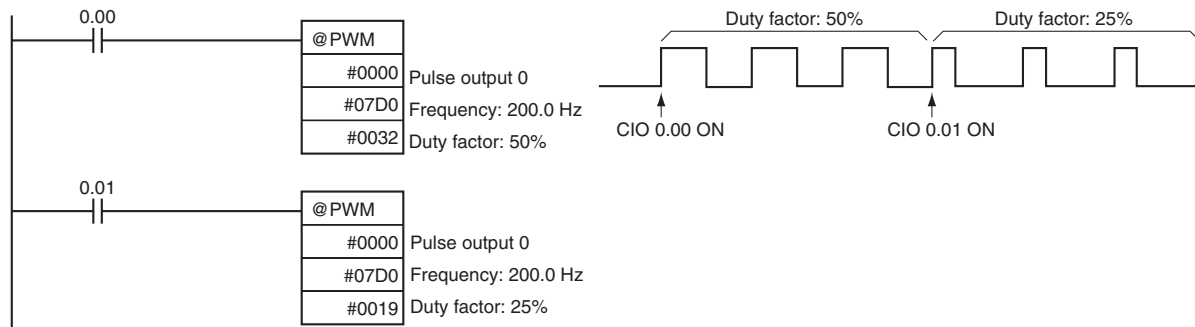 0.00
@PWM
#0000 Pulse output 0
#07D0 Frequency: 200.0 Hz
#0032 Duty factor: 50%
Duty factor: 50% Duty factor: 25%
CIO 0.00 ON CIO 0.01 ON
0.01
@PWM
#0000 Pulse output 0
#07D0 Frequency: 200.0 Hz
#0019 Duty factor: 25%